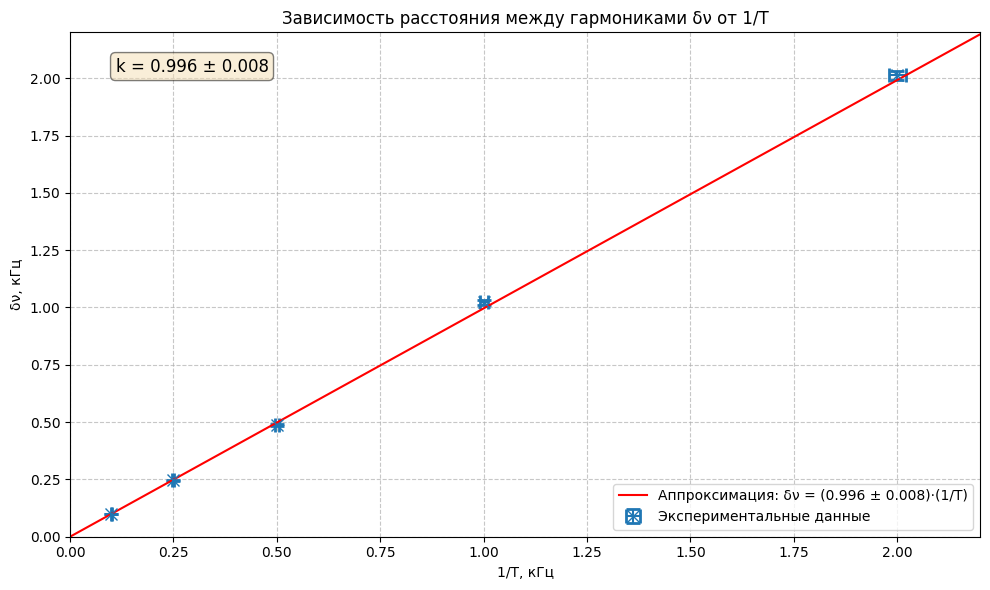 Зависимость расстояния между гармониками δν от 1/T
k = 0.996 ± 0.008
2.00
1.75
1.50
1.25
1.00
0.75
0.50
0.25
0.00
δν, кГц
0.00 0.25 0.50 0.75 1.00 1.25 1.50 1.75 2.00
1/T, кГц
Аппроксимация: δν = (0.996 ± 0.008)·(1/T)
Экспериментальные данные